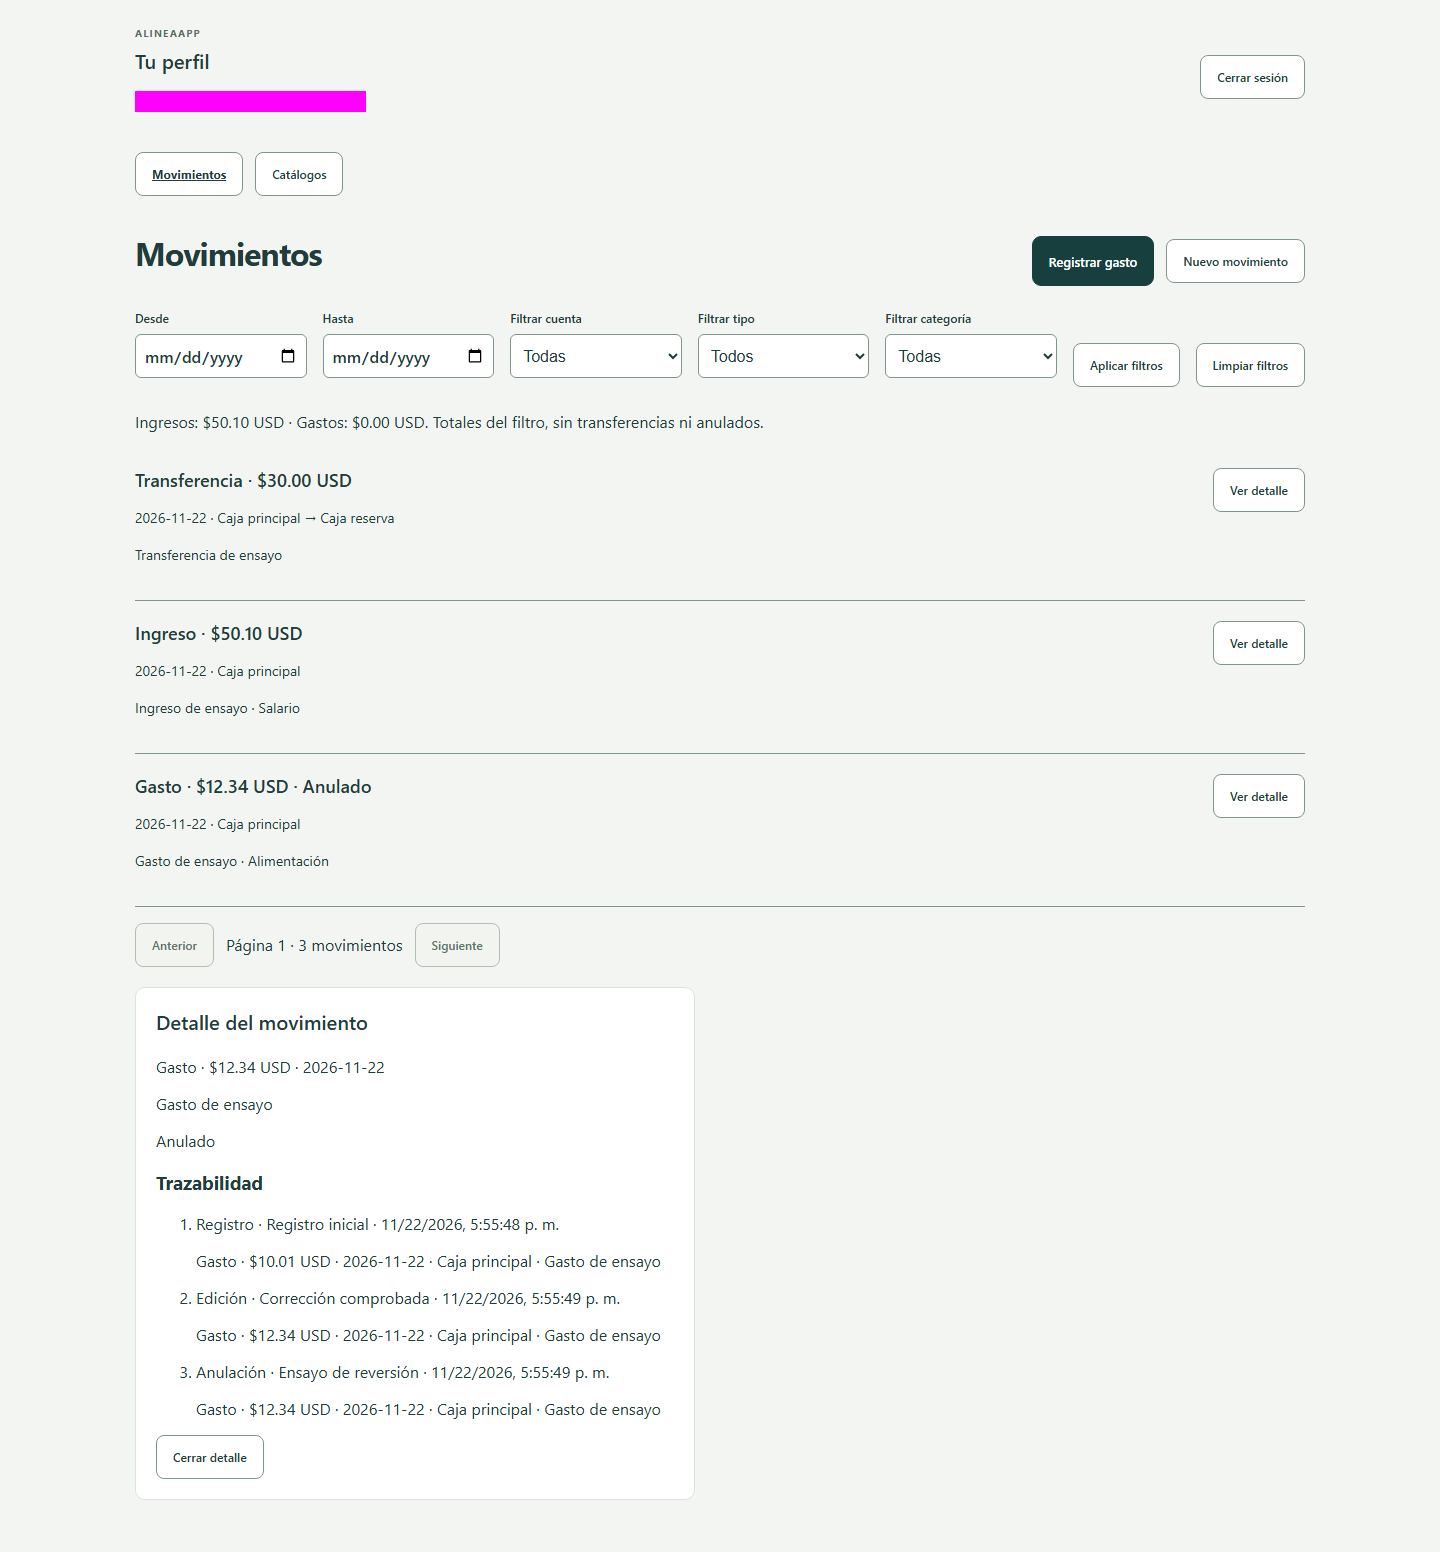 ALINEAAPP
Tu perfil
Cerrar sesión
Movimientos
Catálogos
Movimientos
Registrar gasto
Nuevo movimiento
Desde
Hasta
Filtrar cuenta
Filtrar tipo
Filtrar categoría
mm/dd/yyyy
mm/dd/yyyy
Todas
Todos
Todas
Aplicar filtros
Limpiar filtros
Ingresos: $50.10 USD · Gastos: $0.00 USD. Totales del filtro, sin transferencias ni anulados.
Transferencia · $30.00 USD
Ver detalle
2026-11-22 · Caja principal → Caja reserva
Transferencia de ensayo
Ingreso · $50.10 USD
Ver detalle
2026-11-22 · Caja principal
Ingreso de ensayo · Salario
Gasto · $12.34 USD · Anulado
Ver detalle
2026-11-22 · Caja principal
Gasto de ensayo · Alimentación
Anterior
Página 1 · 3 movimientos
Siguiente
Detalle del movimiento
Gasto · $12.34 USD · 2026-11-22
Gasto de ensayo
Anulado
Trazabilidad
1. Registro · Registro inicial · 11/22/2026, 5:55:48 p. m.
Gasto · $10.01 USD · 2026-11-22 · Caja principal · Gasto de ensayo
2. Edición · Corrección comprobada · 11/22/2026, 5:55:49 p. m.
Gasto · $12.34 USD · 2026-11-22 · Caja principal · Gasto de ensayo
3. Anulación · Ensayo de reversión · 11/22/2026, 5:55:49 p. m.
Gasto · $12.34 USD · 2026-11-22 · Caja principal · Gasto de ensayo
Cerrar detalle